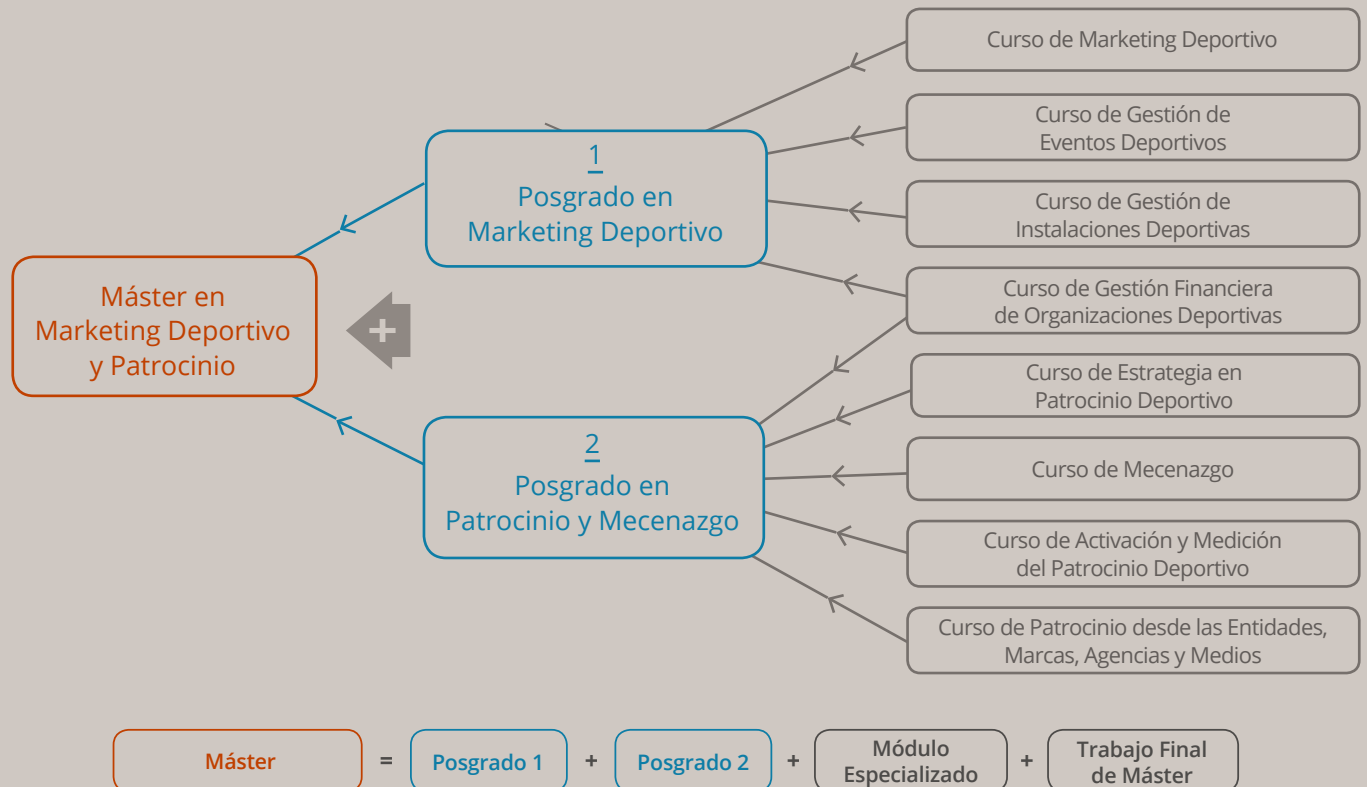 Curso de Marketing Deportivo
Curso de Gestión de
Eventos Deportivos
1
Posgrado en
Marketing Deportivo
Curso de Gestión de
Instalaciones Deportivas
Máster en
Marketing Deportivo
y Patrocinio
+
Curso de Gestión Financiera
de Organizaciones Deportivas
Curso de Estrategia en
Patrocinio Deportivo
2
Posgrado en
Patrocinio y Mecenazgo
Curso de Mecenazgo
Curso de Activación y Medición
del Patrocinio Deportivo
Curso de Patrocinio desde las Entidades,
Marcas, Agencias y Medios
Máster = Posgrado 1 + Posgrado 2 + Módulo
Especializado + Trabajo Final
de Máster